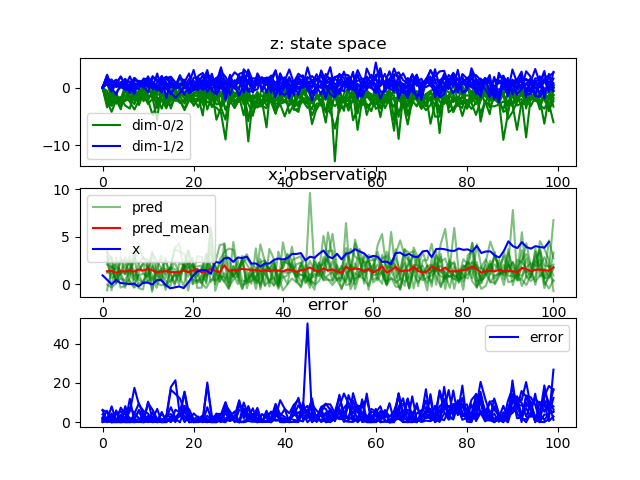 z: state space
0
−10
dim-0/2
dim-1/2
0 20 40 60 80 100
x: observation
10
5
0
pred
pred_mean
x
0 20 40 60 80 100
error
40
20
0
error
0 20 40 60 80 100